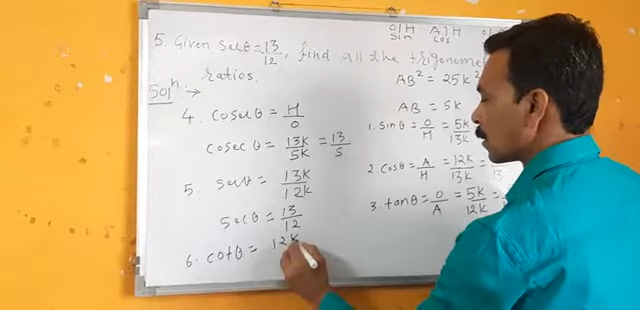 5. Given Secθ = 13/12, find all the trigonome
ratios.
Solⁿ →
4. Cosecθ = H/O
Cosec θ = 13K/5K = 13/5
5. Secθ = 13K/12K
Secθ = 13/12
6. Cotθ = 12K
O|H A|H
Sin Cos
AB² = 25K²
AB = 5K
1. Sinθ = O/H = 5K/13K
2. Cosθ = A/H = 12K/13K = /13
3 tanθ = O/A = 5K/12K =